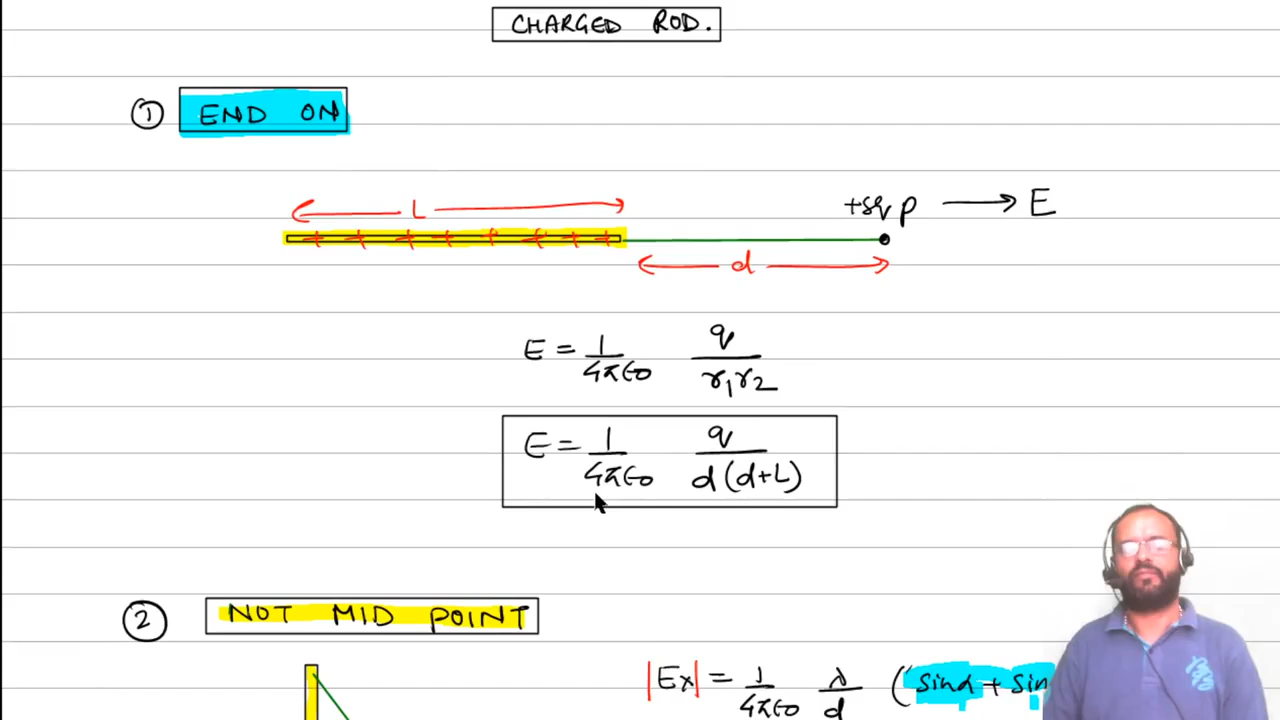 CHARGED ROD.
① END ON
L
+ + + + + + + +
+sq p → E
d
E = 1/4πε0 q/r1r2
E = 1/4πε0 q/d(d+L)
② NOT MID POINT
|Ex| = 1/4πε0 λ/d (sinα + sin